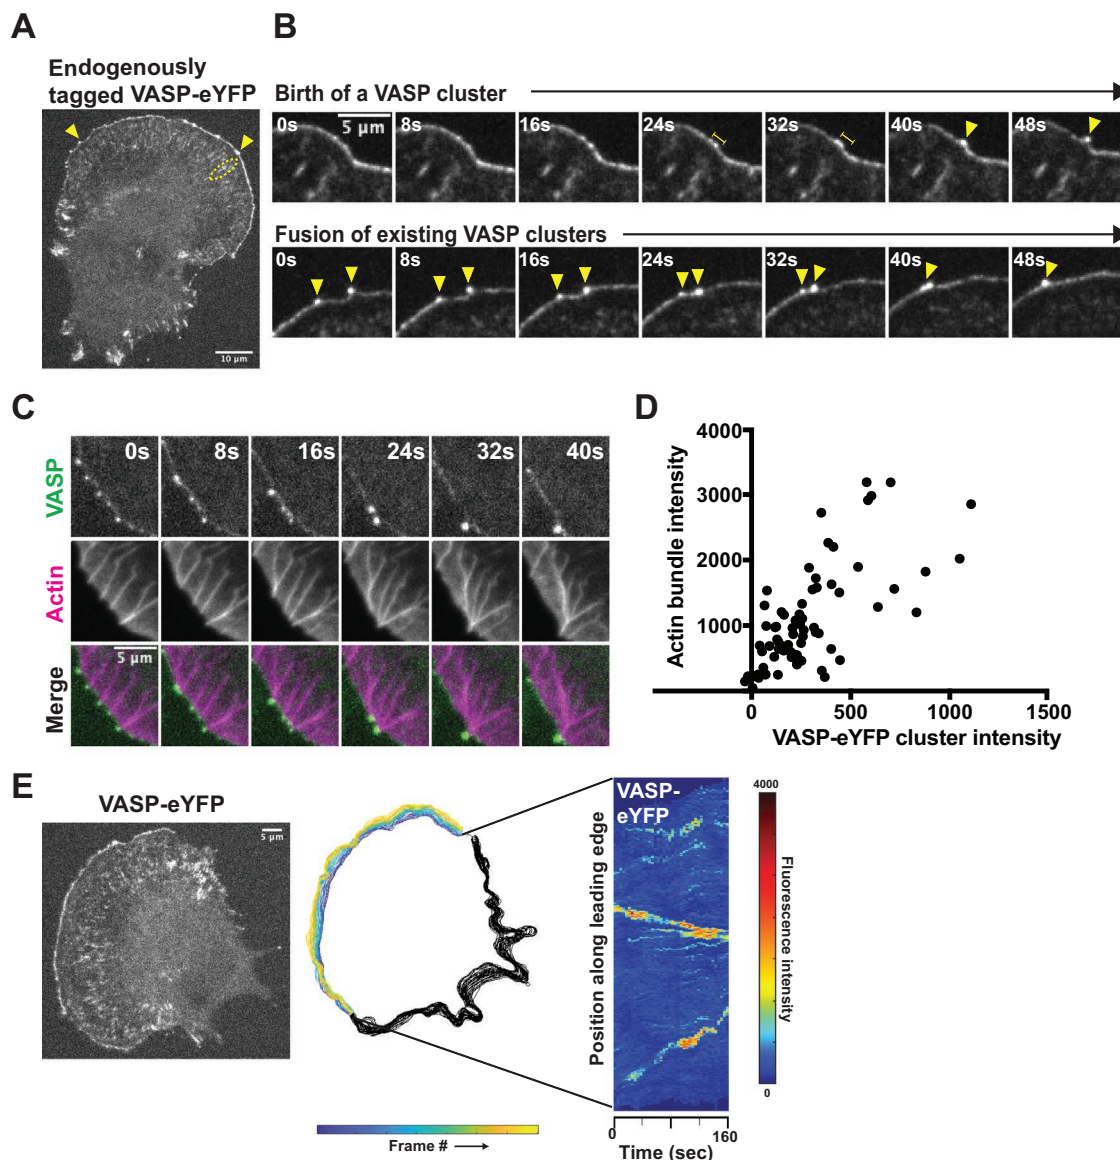 A
Endogenously
tagged VASP-eYFP
10 µm
B
Birth of a VASP cluster
0s 8s 16s 24s 32s 40s 48s
5 µm
Fusion of existing VASP clusters
0s 8s 16s 24s 32s 40s 48s
C
VASP
0s 8s 16s 24s 32s 40s
Actin
Merge
5 µm
D
Actin bundle intensity
4000
3000
2000
1000
0
0 500 1000 1500
VASP-eYFP cluster intensity
E
VASP-eYFP
5 µm
Frame #
Position along leading edge
VASP-
eYFP
0 160
Time (sec)
4000
Fluorescence intensity
0